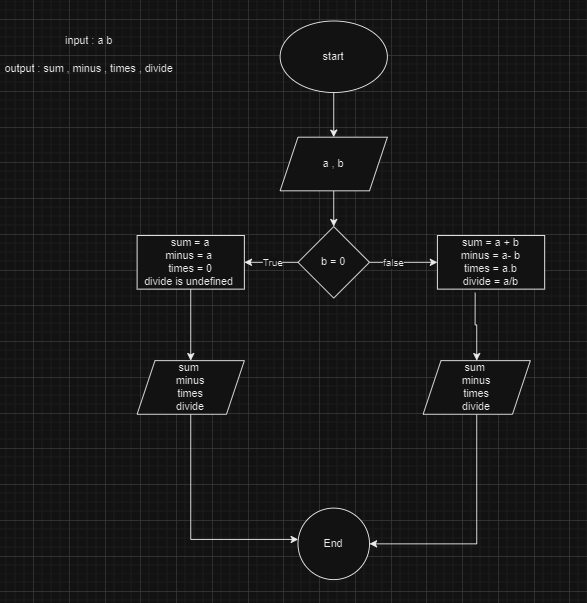 input : a b
output : sum , minus , times , divide
start
a , b
b = 0
True
false
sum = a
minus = a
times = 0
divide is undefined
sum = a + b
minus = a- b
times = a.b
divide = a/b
sum
minus
times
divide
sum
minus
times
divide
End